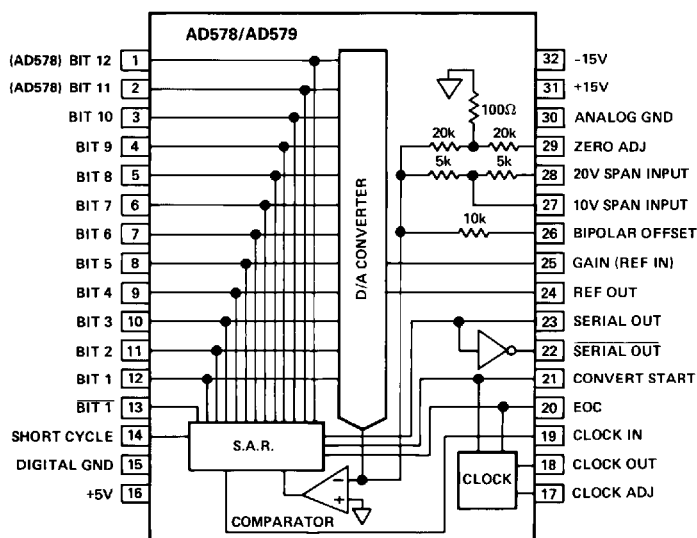 AD578/AD579
(AD578) BIT 12 1
(AD578) BIT 11 2
BIT 10 3
BIT 9 4
BIT 8 5
BIT 7 6
BIT 6 7
BIT 5 8
BIT 4 9
BIT 3 10
BIT 2 11
BIT 1 12
BIT 1 13
SHORT CYCLE 14
DIGITAL GND 15
+5V 16
D/A CONVERTER
S.A.R.
COMPARATOR
−
+
100Ω
20k 20k
5k 5k
10k
CLOCK
32 -15V
31 +15V
30 ANALOG GND
29 ZERO ADJ
28 20V SPAN INPUT
27 10V SPAN INPUT
26 BIPOLAR OFFSET
25 GAIN (REF IN)
24 REF OUT
23 SERIAL OUT
22 SERIAL OUT
21 CONVERT START
20 EOC
19 CLOCK IN
18 CLOCK OUT
17 CLOCK ADJ